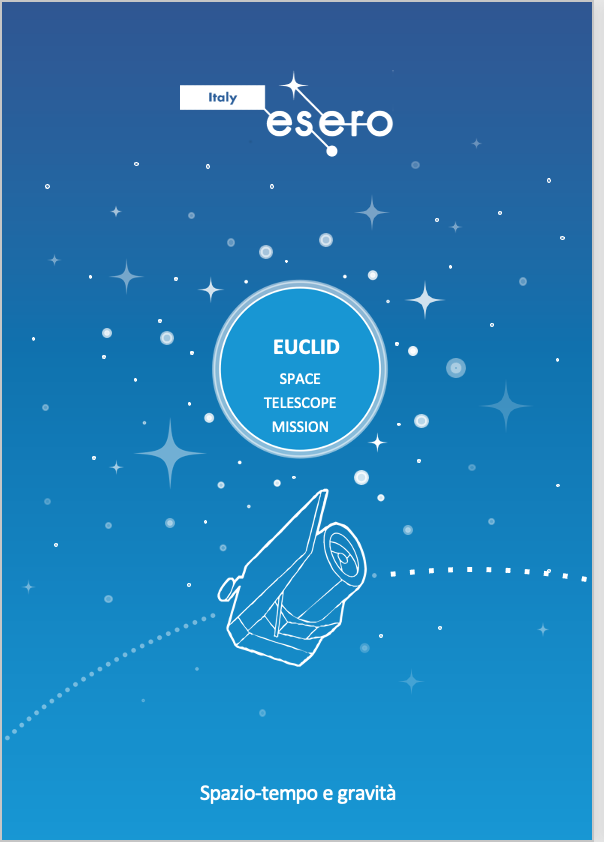 Italy
esero
EUCLID
SPACE
TELESCOPE
MISSION
Spazio-tempo e gravità